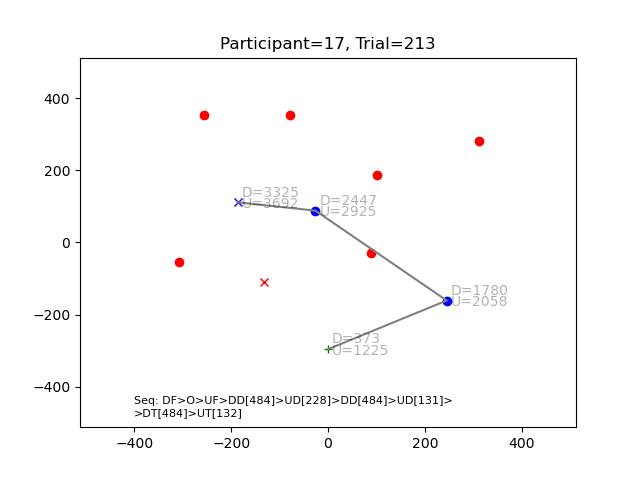 Participant=17, Trial=213
400
200
0
−200
−400
D=3325
U=3692
D=2447
U=2925
D=1780
U=2058
D=373
U=1225
Seq: DF>O>UF>DD[484]>UD[228]>DD[484]>UD[131]>
>DT[484]>UT[132]
−400
−200
0
200
400